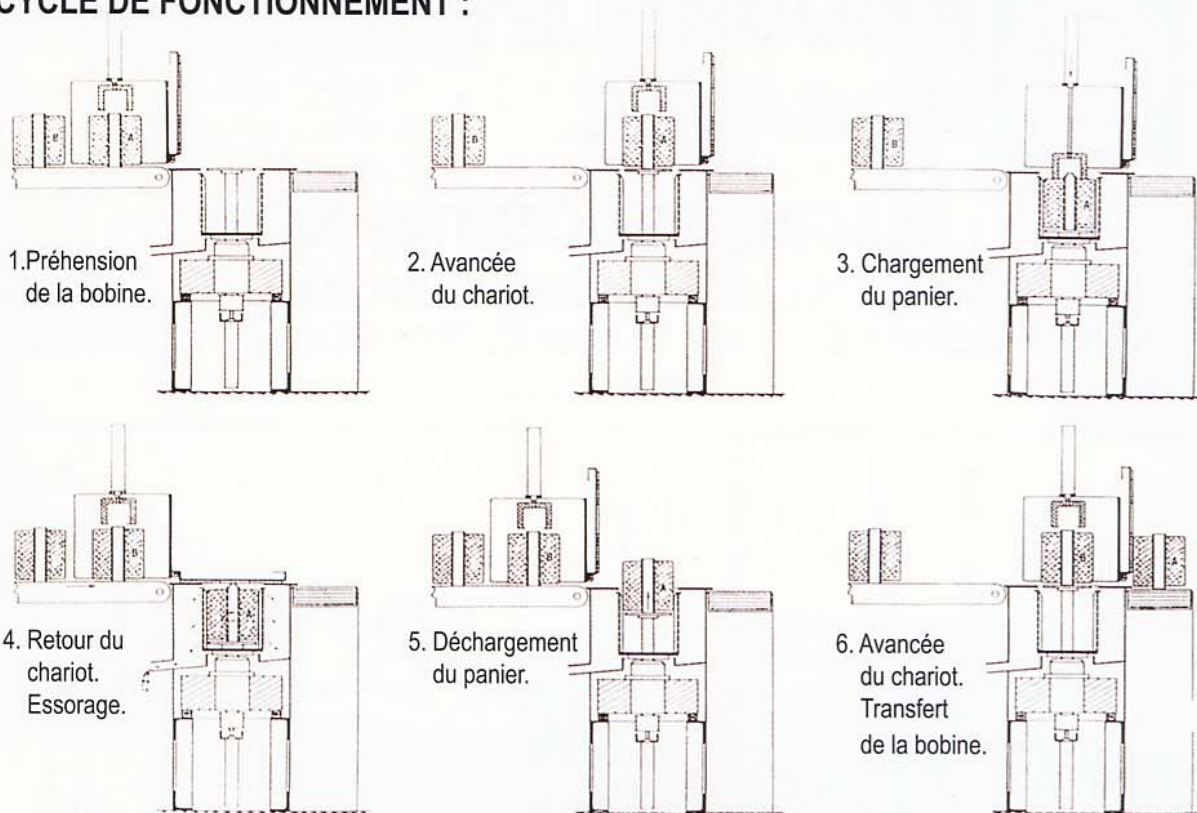 CYCLE DE FONCTIONNEMENT :
B
A
1.Préhension
de la bobine.
B
A
2. Avancée
du chariot.
B
A
3. Chargement
du panier.
B
A
4. Retour du
chariot.
Essorage.
B
A
5. Déchargement
du panier.
B
A
6. Avancée
du chariot.
Transfert
de la bobine.